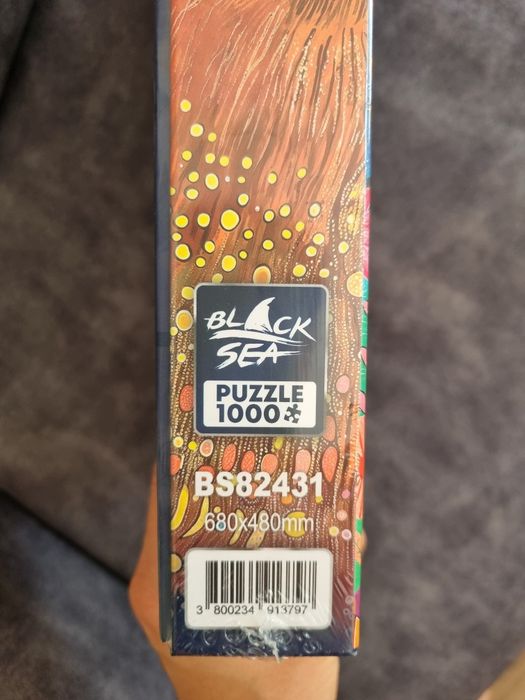 BLACK
SEA
PUZZLE
1000
BS82431
680x480mm
3 800234 913797